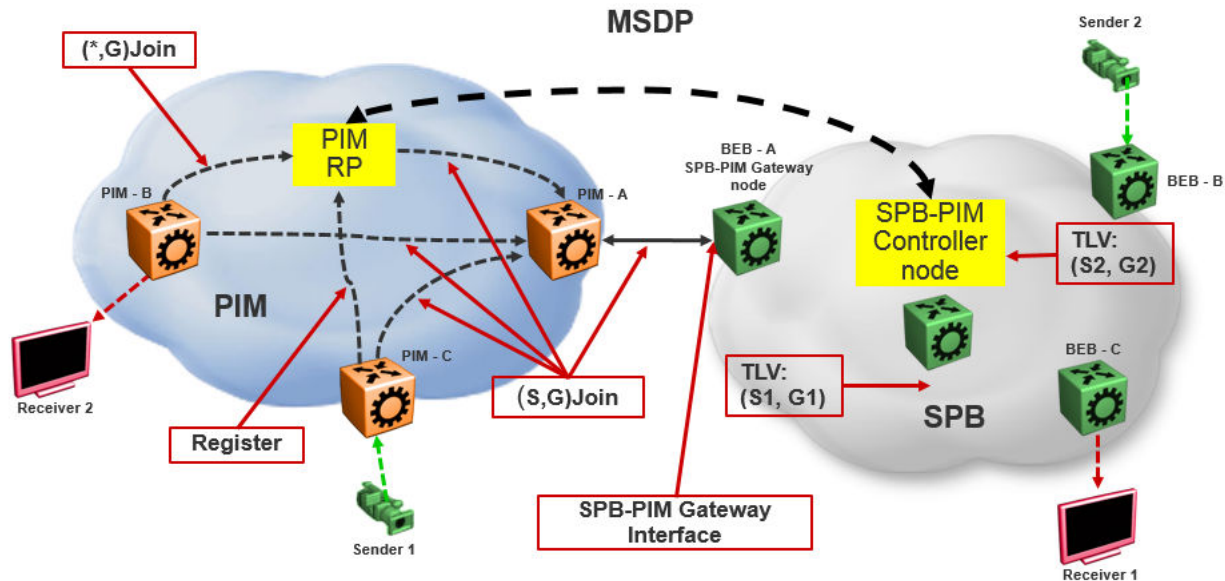 MSDP
Sender 2
(*,G)Join
PIM
RP
BEB - A
SPB-PIM Gateway
node
PIM - B
PIM - A
BEB - B
SPB-PIM
Controller
node
TLV:
(S2, G2)
PIM
PIM - C
BEB - C
TLV:
(S1, G1)
(S,G)Join
SPB
Receiver 2
Register
SPB-PIM Gateway
Interface
Sender 1
Receiver 1